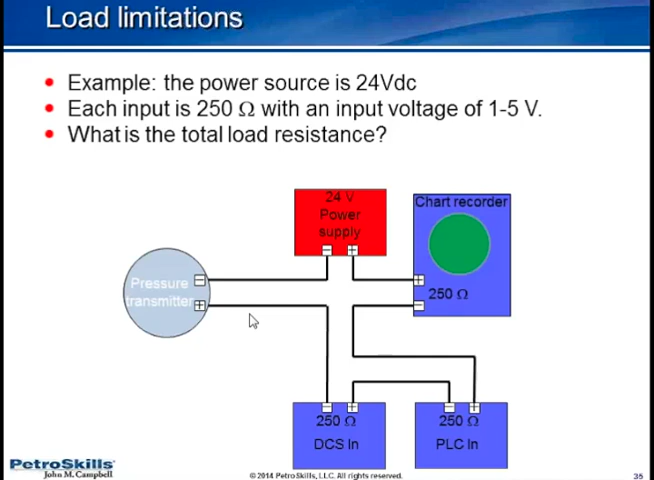 Load limitations
Example: the power source is 24Vdc
Each input is 250 Ω with an input voltage of 1-5 V.
What is the total load resistance?
24 V
Power
supply
Chart recorder
250 Ω
Pressure
transmitter
250 Ω
DCS In
250 Ω
PLC In
PetroSkills®
John M. Campbell
© 2014 PetroSkills, LLC. All rights reserved.
35